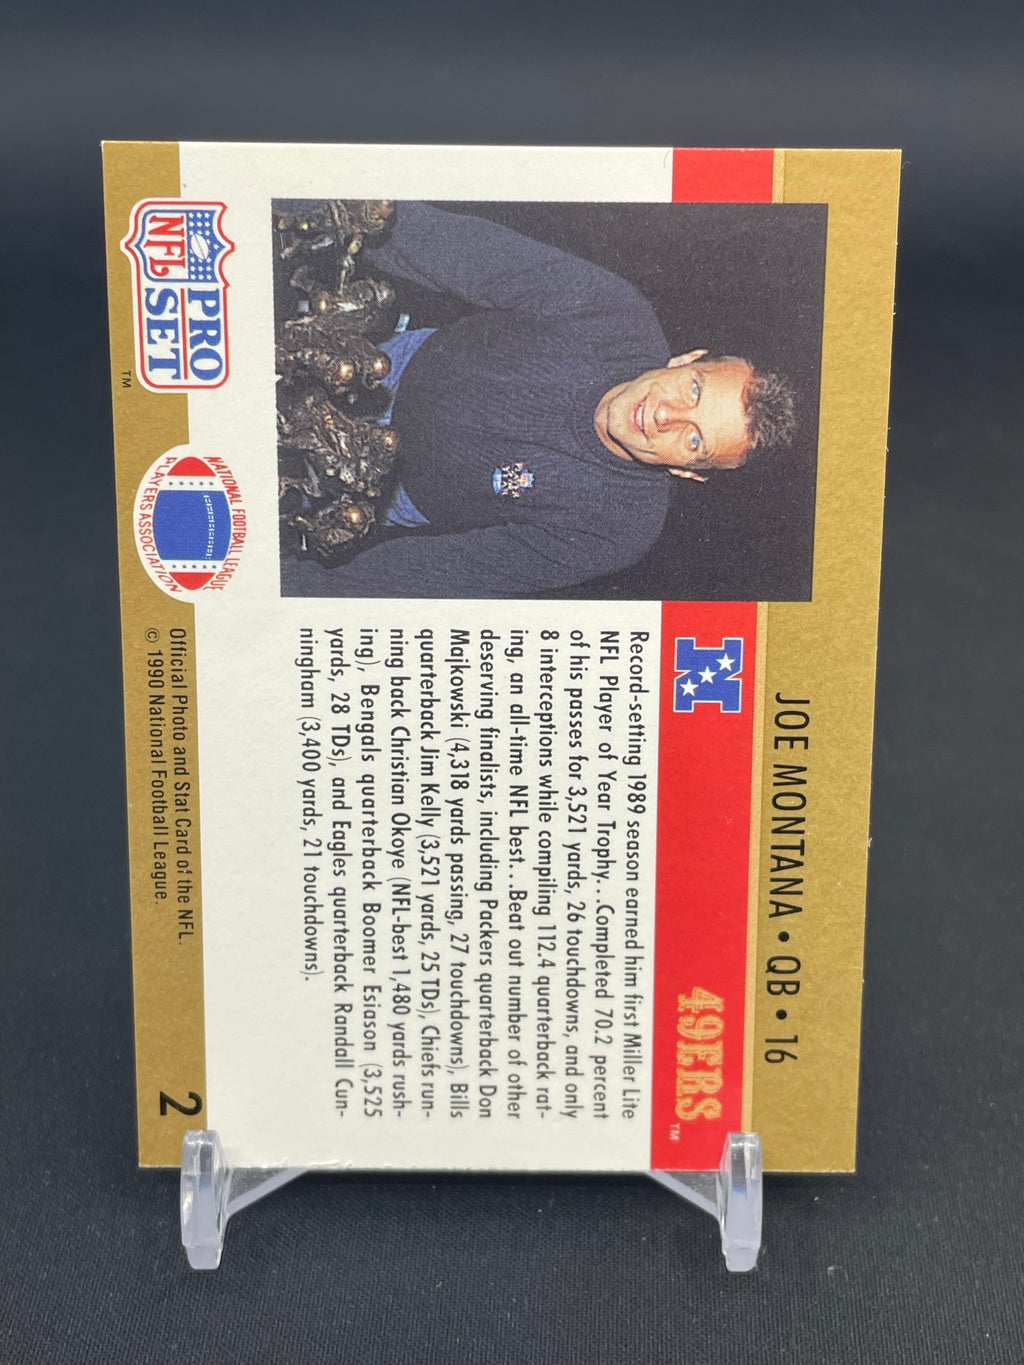 JOE MONTANA • QB • 16
49ERS™
Record-setting 1989 season earned him first Miller Lite
NFL Player of Year Trophy...Completed 70.2 percent
of his passes for 3,521 yards, 26 touchdowns, and only
8 interceptions while compiling 112.4 quarterback rat-
ing, an all-time NFL best...Beat out number of other
deserving finalists, including Packers quarterback Don
Majkowski (4,318 yards passing, 27 touchdowns), Bills
quarterback Jim Kelly (3,521 yards, 25 TDs), Chiefs run-
ning back Christian Okoye (NFL-best 1,480 yards rush-
ing), Bengals quarterback Boomer Esiason (3,525
yards, 28 TDs), and Eagles quarterback Randall Cun-
ningham (3,400 yards, 21 touchdowns).
NFL PRO
SET™
NATIONAL FOOTBALL LEAGUE
PLAYERS ASSOCIATION
Official Photo and Stat Card of the NFL.
© 1990 National Football League.
2